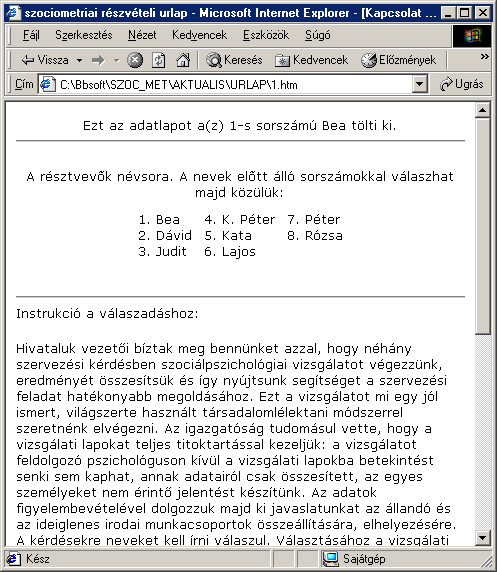 szociometriai részvételi urlap - Microsoft Internet Explorer - [Kapcsolat ...
Fájl Szerkesztés Nézet Kedvencek Eszközök Súgó
Vissza Keresés Kedvencek Előzmények »
Cím C:\Bbsoft\SZOC_MET\AKTUALIS\URLAP\1.htm Ugrás
Ezt az adatlapot a(z) 1-s sorszámú Bea tölti ki.
A résztvevők névsora. A nevek előtt álló sorszámokkal válaszhat
majd közülük:
1. Bea 4. K. Péter 7. Péter
2. Dávid 5. Kata 8. Rózsa
3. Judit 6. Lajos
Instrukció a válaszadáshoz:
Hivataluk vezetői bíztak meg bennünket azzal, hogy néhány
szervezési kérdésben szociálpszichológiai vizsgálatot végezzünk,
eredményét összesítsük és így nyújtsunk segítséget a szervezési
feladat hatékonyabb megoldásához. Ezt a vizsgálatot mi egy jól
ismert, világszerte használt társadalomlélektani módszerrel
szeretnénk elvégezni. Az igazgatóság tudomásul vette, hogy a
vizsgálati lapokat teljes titoktartással kezeljük: a vizsgálatot
feldolgozó pszichológuson kívül a vizsgálati lapokba betekintést
senki sem kaphat, annak adatairól csak összesített, az egyes
személyeket nem érintő jelentést készítünk. Az adatok
figyelembevételével dolgozzuk majd ki javaslatunkat az állandó és
az ideiglenes irodai munkacsoportok összeállítására, elhelyezésére.
A kérdésekre neveket kell írni válaszul. Választásához a vizsgálati
Kész Sajátgép